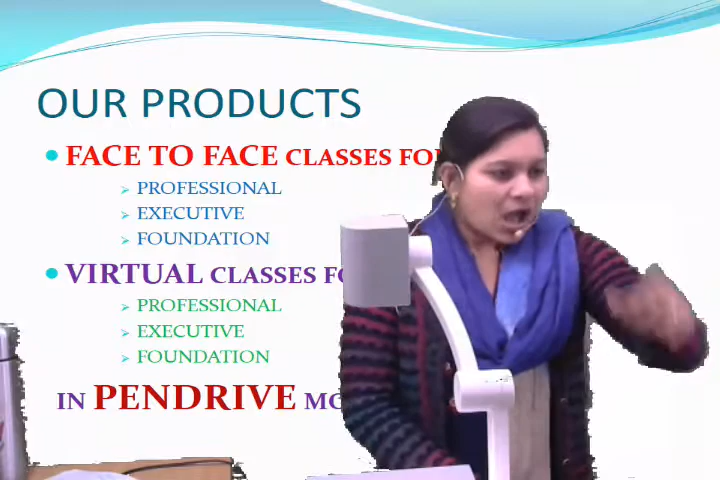 OUR PRODUCTS
FACE TO FACE CLASSES
PROFESSIONAL
EXECUTIVE
FOUNDATION
VIRTUAL CLASSES
PROFESSIONAL
EXECUTIVE
FOUNDATION
IN PENDRIVE